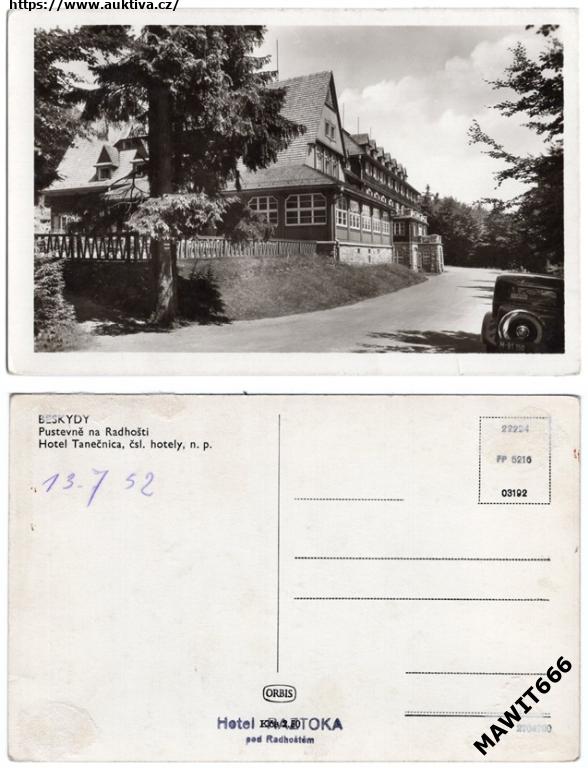 https://www.auktiva.cz/
BESKYDY
Pustevně na Radhošti
Hotel Tanečnica, čsl. hotely, n. p.
13.7 52
22224
FP 5216
03192
ORBIS
Hotel
pod Radhoštěm
MAWIT666